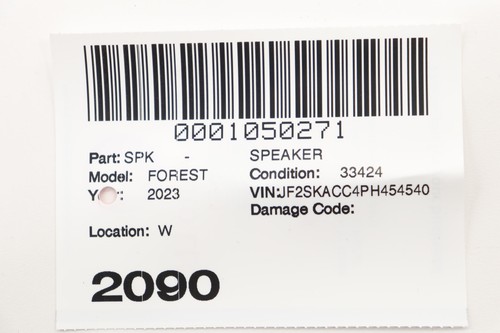 0001050271
Part: SPK - SPEAKER
Model: FOREST Condition: 33424
Y 2023 VIN:JF2SKACC4PH454540
Damage Code:
Location: W
2090